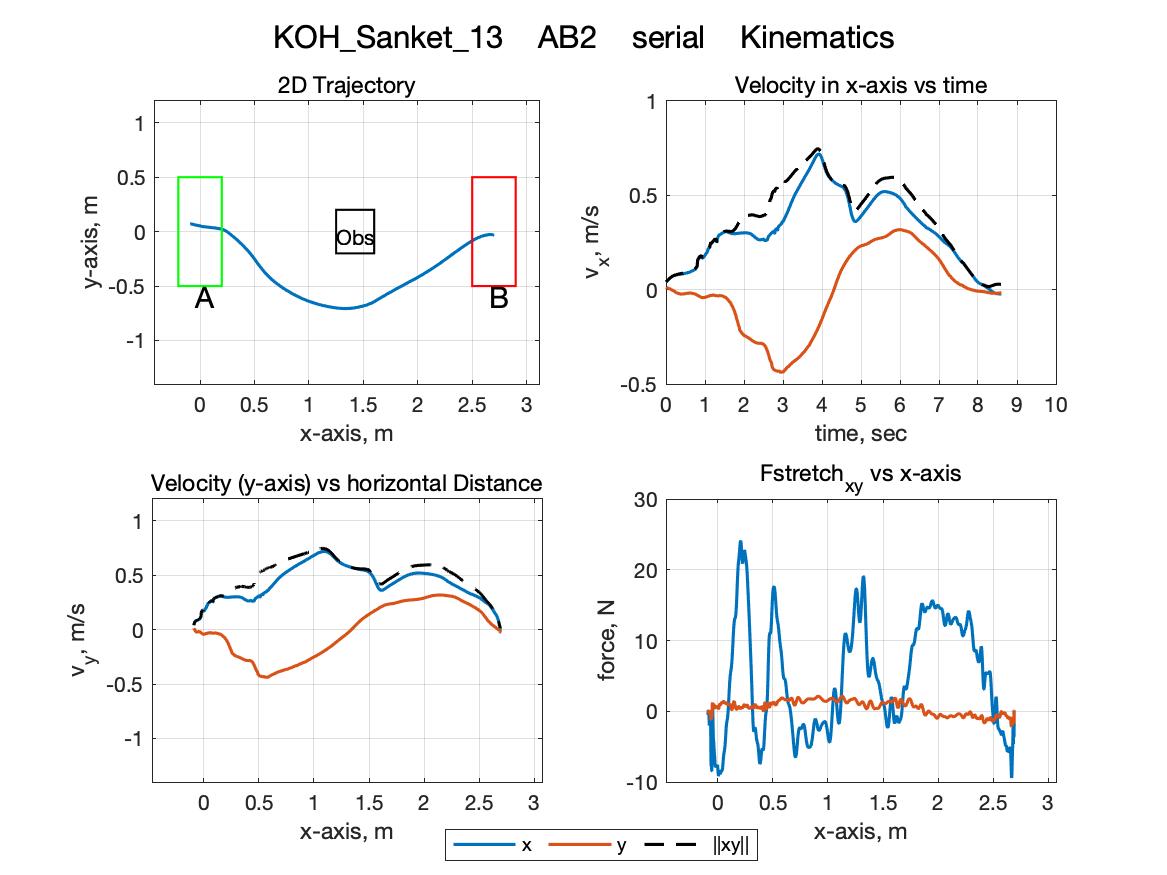 KOH_Sanket_13 AB2 serial Kinematics
2D Trajectory
y-axis, m
1
0.5
0
-0.5
-1
Obs
A
B
0 0.5 1 1.5 2 2.5 3
x-axis, m
Velocity in x-axis vs time
v_x, m/s
1
0.5
0
-0.5
0 1 2 3 4 5 6 7 8 9 10
time, sec
Velocity (y-axis) vs horizontal Distance
v_y, m/s
1
0.5
0
-0.5
-1
0 0.5 1 1.5 2 2.5 3
x-axis, m
Fstretch_xy vs x-axis
force, N
30
20
10
0
-10
0 0.5 1 1.5 2 2.5 3
x-axis, m
x y ||xy||